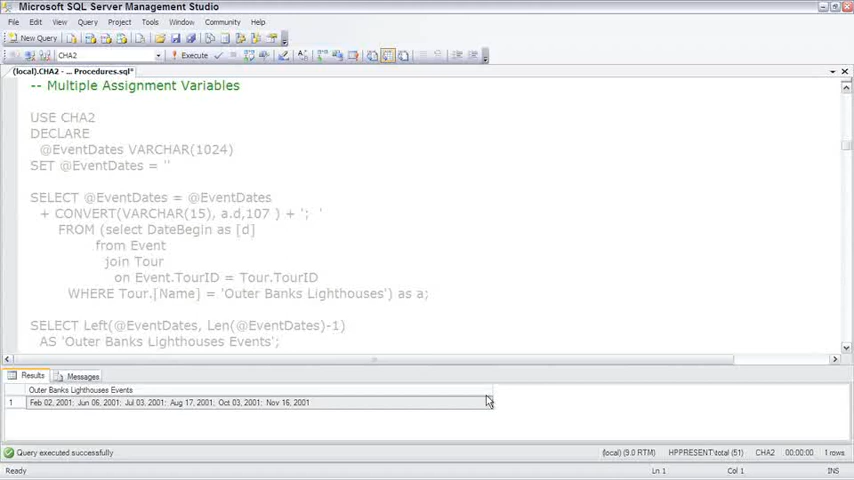 Microsoft SQL Server Management Studio
File Edit View Query Project Tools Window Community Help
New Query
CHA2 Execute
(local).CHA2 - ... Procedures.sql*
-- Multiple Assignment Variables
USE CHA2
DECLARE
@EventDates VARCHAR(1024)
SET @EventDates = ''
SELECT @EventDates = @EventDates
+ CONVERT(VARCHAR(15), a.d,107 ) + '; '
FROM (select DateBegin as [d]
from Event
join Tour
on Event.TourID = Tour.TourID
WHERE Tour.[Name] = 'Outer Banks Lighthouses') as a;
SELECT Left(@EventDates, Len(@EventDates)-1)
AS 'Outer Banks Lighthouses Events';
Results Messages
Outer Banks Lighthouses Events
1 Feb 02, 2001; Jun 06, 2001; Jul 03, 2001; Aug 17, 2001; Oct 03, 2001; Nov 16, 2001
Query executed successfully (local) (9.0 RTM) HPPRESENT\total (51) CHA2 00:00:00 1 rows
Ready Ln 1 Col 1 INS